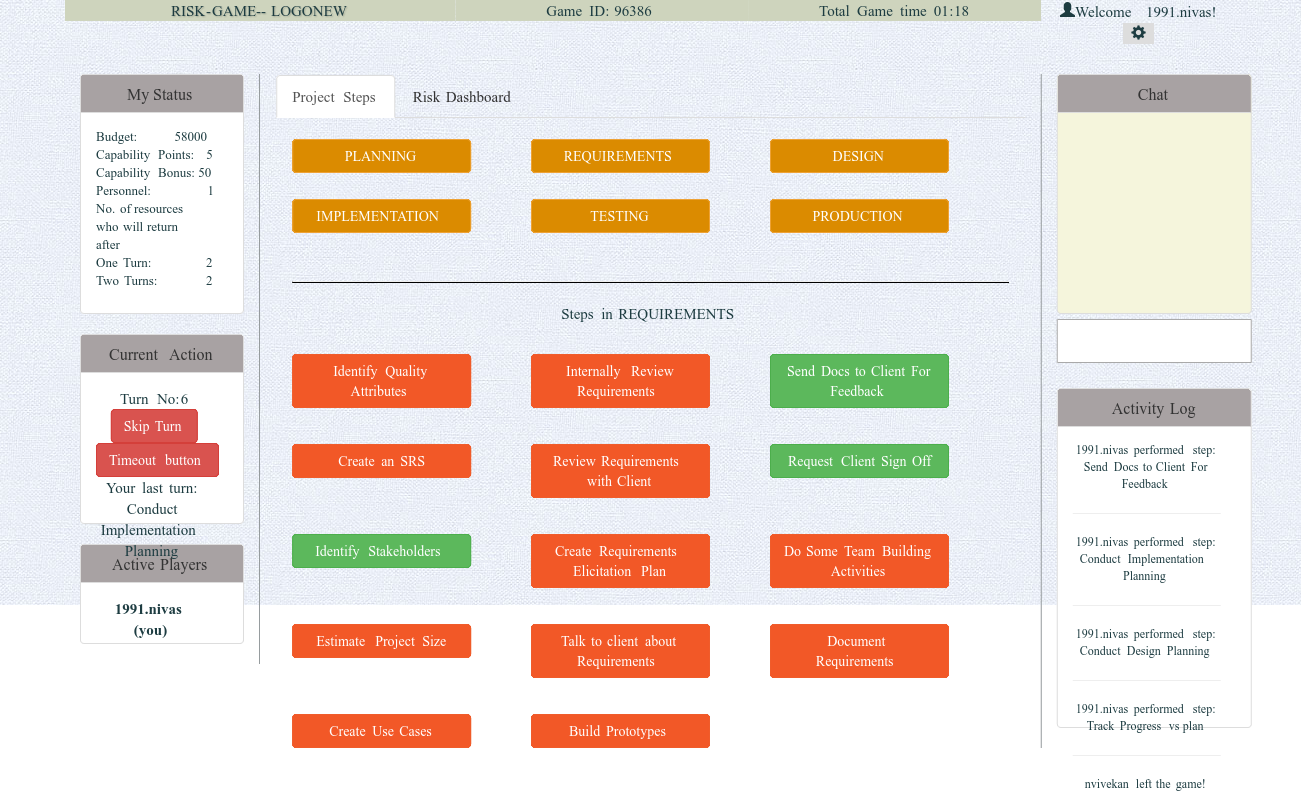 RISK-GAME-- LOGONEW
Game ID: 96386
Total Game time 01:18
Welcome 1991.nivas!
My Status
Budget: 58000
Capability Points: 5
Capability Bonus: 50
Personnel: 1
No. of resources
who will return
after
One Turn: 2
Two Turns: 2
Current Action
Turn No:6
Skip Turn
Timeout button
Your last turn:
Conduct
Implementation
Planning
Active Players
1991.nivas
(you)
Project Steps
Risk Dashboard
PLANNING
REQUIREMENTS
DESIGN
IMPLEMENTATION
TESTING
PRODUCTION
Steps in REQUIREMENTS
Identify Quality
Attributes
Internally Review
Requirements
Send Docs to Client For
Feedback
Create an SRS
Review Requirements
with Client
Request Client Sign Off
Identify Stakeholders
Create Requirements
Elicitation Plan
Do Some Team Building
Activities
Estimate Project Size
Talk to client about
Requirements
Document
Requirements
Create Use Cases
Build Prototypes
Chat
Activity Log
1991.nivas performed step:
Send Docs to Client For
Feedback
1991.nivas performed step:
Conduct Implementation
Planning
1991.nivas performed step:
Conduct Design Planning
1991.nivas performed step:
Track Progress vs plan
nvivekan left the game!